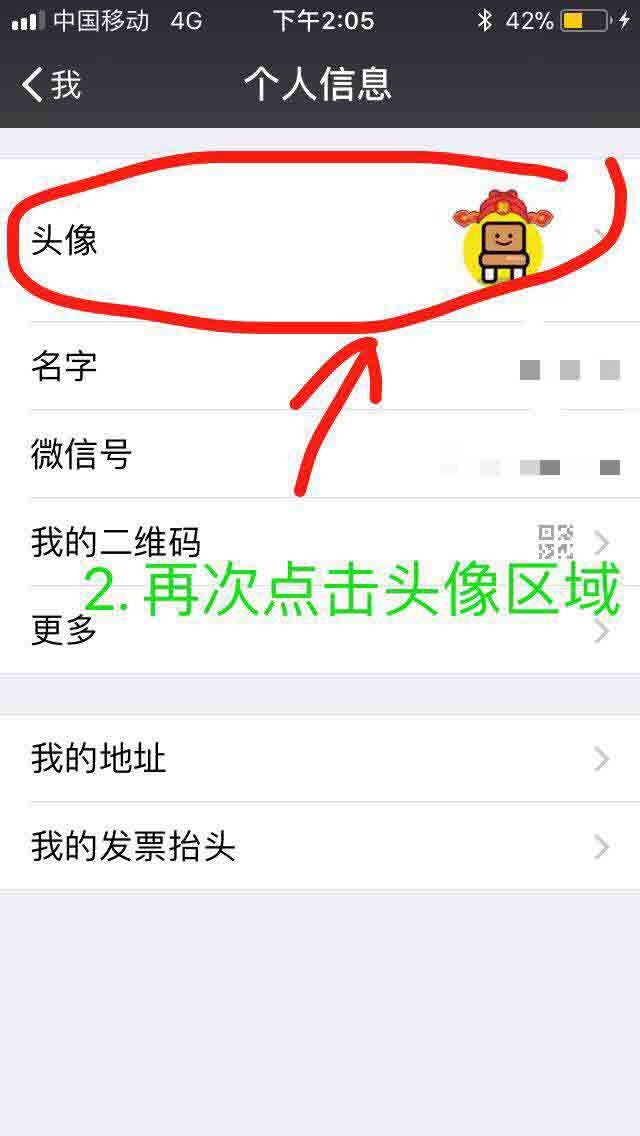 中国移动 4G 下午2:05 42%
我 个人信息
头像
名字
微信号
我的二维码
2.再次点击头像区域
更多
我的地址
我的发票抬头